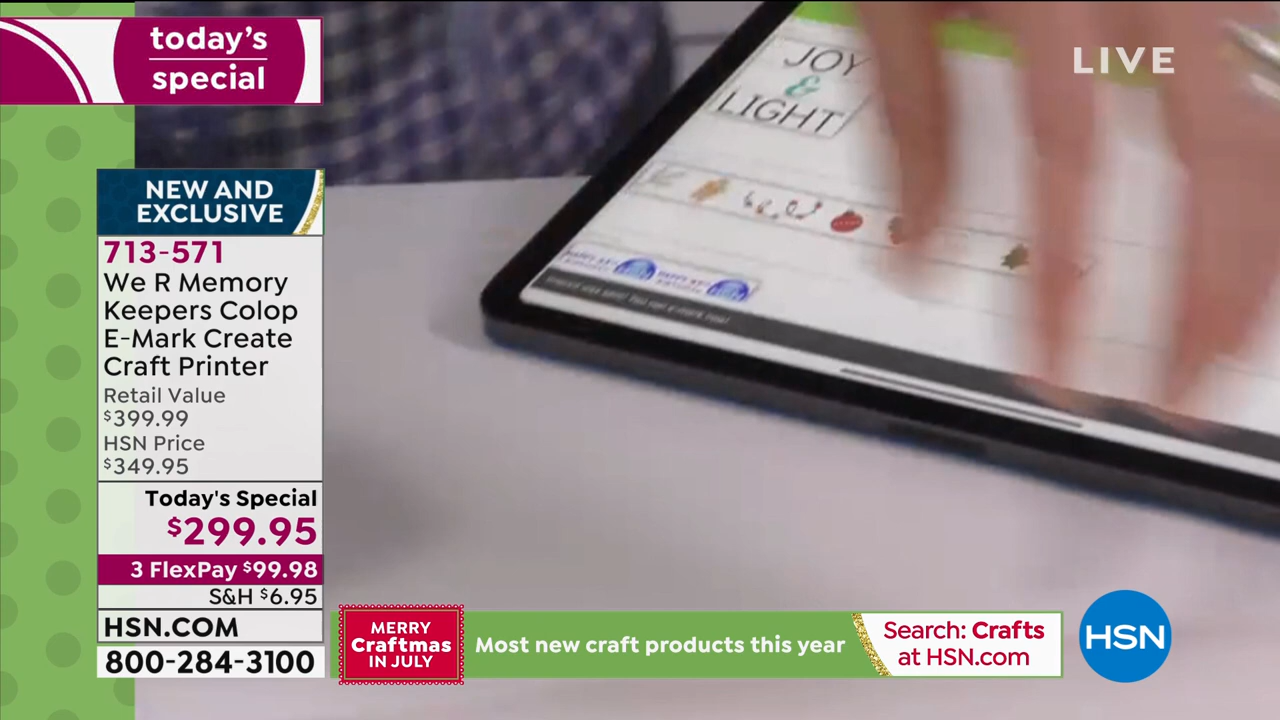 today's
special
LIVE
JOY
&
LIGHT
NEW AND
EXCLUSIVE
713-571
We R Memory
Keepers Colop
E-Mark Create
Craft Printer
Retail Value
$399.99
HSN Price
$349.95
Today's Special
$299.95
3 FlexPay $99.98
S&H $6.95
HSN.COM
800-284-3100
MERRY
Craftmas
IN JULY
Most new craft products this year
Search: Crafts
at HSN.com
HSN